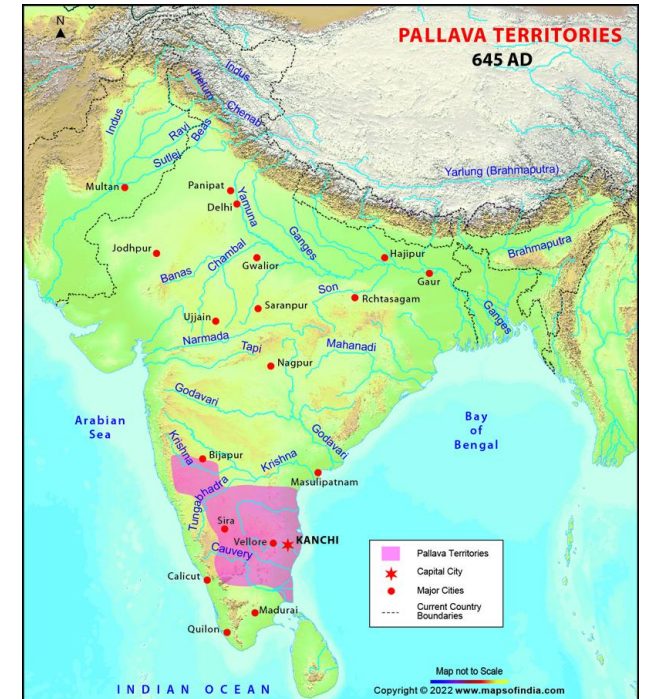 N
PALLAVA TERRITORIES
645 AD
Indus
Jhelum
Chenab
Indus
Ravi
Beas
Sutlej
Yarlung (Brahmaputra)
Multan
Panipat
Delhi
Yamuna
Ganges
Jodhpur
Banas
Chambal
Gwalior
Hajipur
Brahmaputra
Gaur
Son
Rchtasagam
Saranpur
Ujjain
Ganges
Narmada
Tapi
Mahanadi
Nagpur
Godavari
Arabian
Sea
Bay
of
Bengal
Godavari
Krishna
Bijapur
Krishna
Masulipatnam
Tungabhadra
Sira
Vellore
KANCHI
Cauvery
Calicut
Madurai
Quilon
Pallava Territories
Capital City
Major Cities
Current Country
Boundaries
INDIAN OCEAN
Map not to Scale
Copyright © 2022 www.mapsofindia.com